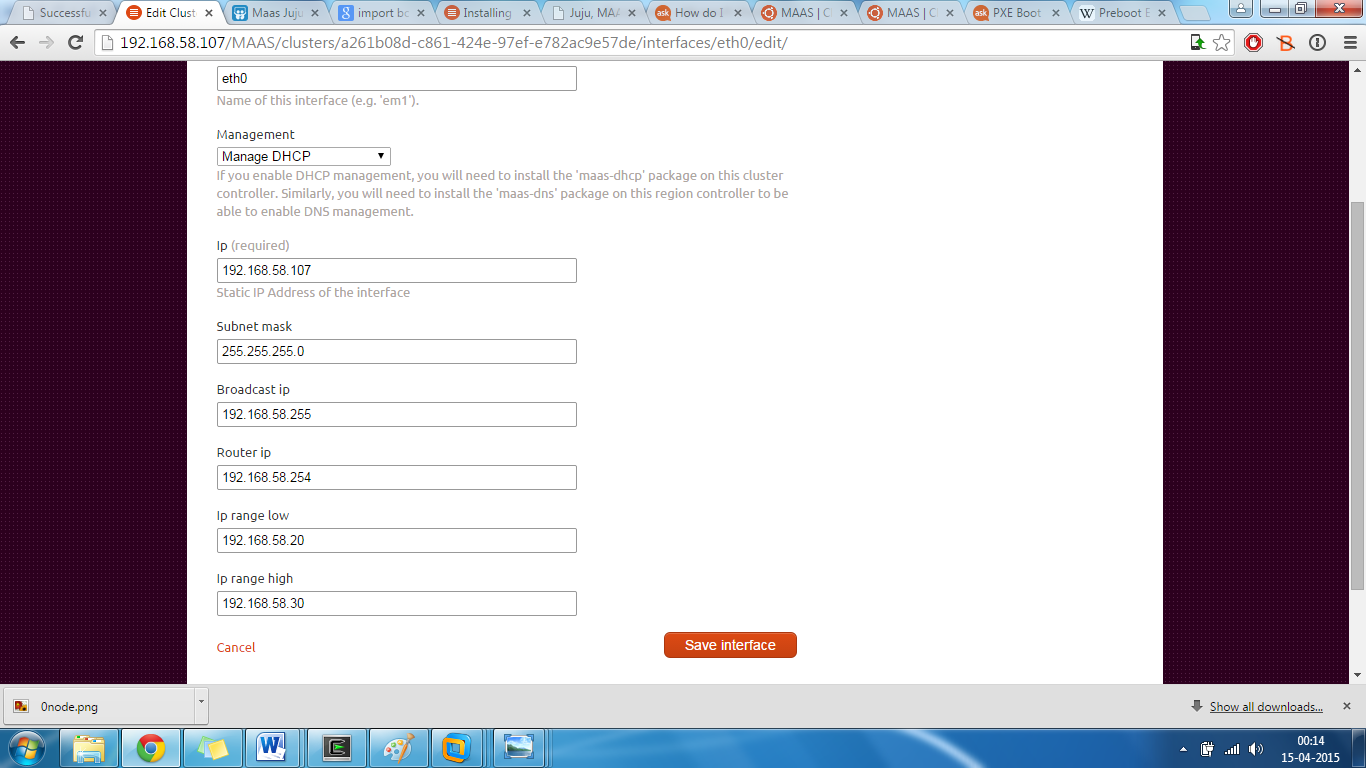 Successfu
Edit Clust
Maas Juju
import bo
Installing
Juju, MAA
How do I
MAAS | C
MAAS | C
PXE Boot
Preboot E
192.168.58.107/MAAS/clusters/a261b08d-c861-424e-97ef-e782ac9e57de/interfaces/eth0/edit/
eth0
Name of this interface (e.g. 'em1').
Management
Manage DHCP
If you enable DHCP management, you will need to install the 'maas-dhcp' package on this cluster
controller. Similarly, you will need to install the 'maas-dns' package on this region controller to be
able to enable DNS management.
Ip (required)
192.168.58.107
Static IP Address of the interface
Subnet mask
255.255.255.0
Broadcast ip
192.168.58.255
Router ip
192.168.58.254
Ip range low
192.168.58.20
Ip range high
192.168.58.30
Cancel
Save interface
0node.png
Show all downloads...
00:14
15-04-2015